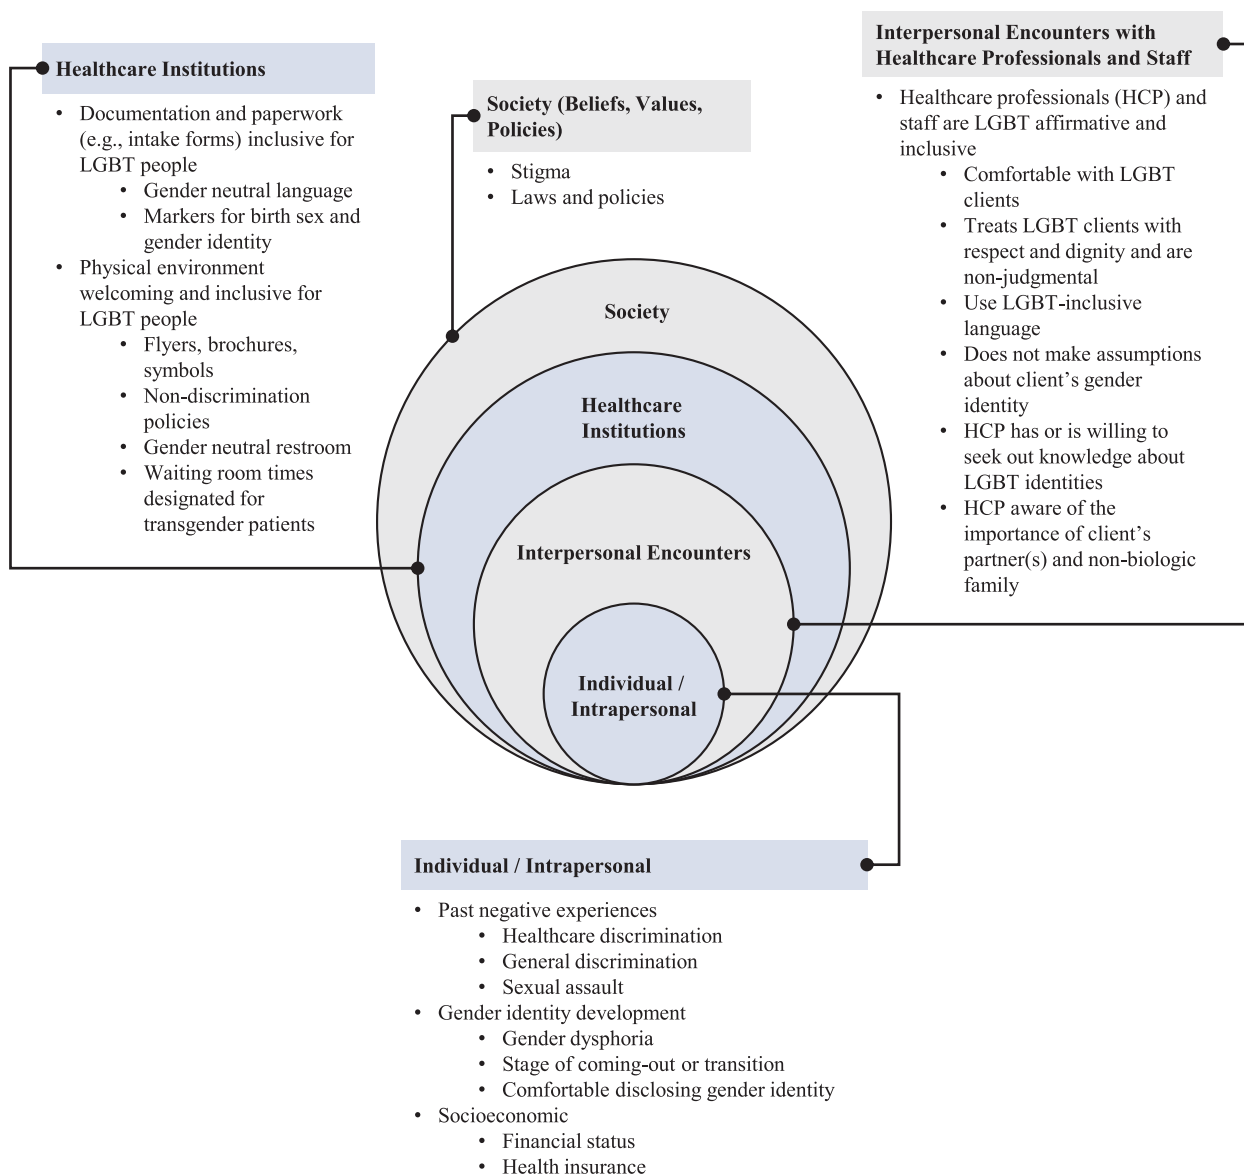 Healthcare Institutions
• Documentation and paperwork
(e.g., intake forms) inclusive for
LGBT people
• Gender neutral language
• Markers for birth sex and
gender identity
• Physical environment
welcoming and inclusive for
LGBT people
• Flyers, brochures,
symbols
• Non-discrimination
policies
• Gender neutral restroom
• Waiting room times
designated for
transgender patients
Society (Beliefs, Values,
Policies)
• Stigma
• Laws and policies
Interpersonal Encounters with
Healthcare Professionals and Staff
• Healthcare professionals (HCP) and
staff are LGBT affirmative and
inclusive
• Comfortable with LGBT
clients
• Treats LGBT clients with
respect and dignity and are
non-judgmental
• Use LGBT-inclusive
language
• Does not make assumptions
about client’s gender
identity
• HCP has or is willing to
seek out knowledge about
LGBT identities
• HCP aware of the
importance of client’s
partner(s) and non-biologic
family
Society
Healthcare
Institutions
Interpersonal Encounters
Individual /
Intrapersonal
Individual / Intrapersonal
• Past negative experiences
• Healthcare discrimination
• General discrimination
• Sexual assault
• Gender identity development
• Gender dysphoria
• Stage of coming-out or transition
• Comfortable disclosing gender identity
• Socioeconomic
• Financial status
• Health insurance